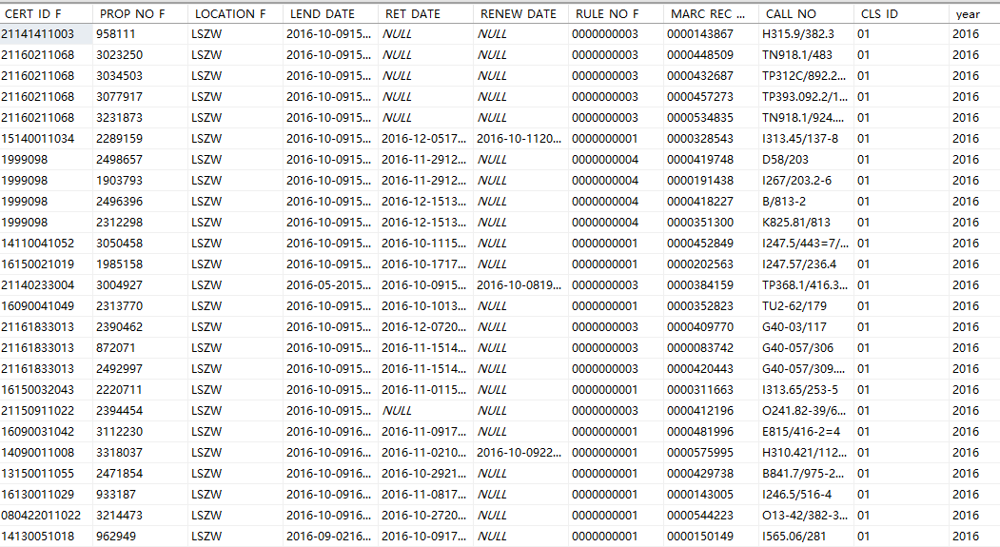 CERT ID F PROP NO F LOCATION F LEND DATE RET DATE RENEW DATE RULE NO F MARC REC ... CALL NO CLS ID year
21141411003 958111 LSZW 2016-10-0915... NULL NULL 0000000003 0000143867 H315.9/382.3 01 2016
21160211068 3023250 LSZW 2016-10-0915... NULL NULL 0000000003 0000448509 TN918.1/483 01 2016
21160211068 3034503 LSZW 2016-10-0915... NULL NULL 0000000003 0000432687 TP312C/892.2... 01 2016
21160211068 3077917 LSZW 2016-10-0915... NULL NULL 0000000003 0000457273 TP393.092.2/1... 01 2016
21160211068 3231873 LSZW 2016-10-0915... NULL NULL 0000000003 0000534835 TN918.1/924.... 01 2016
15140011034 2289159 LSZW 2016-10-0915... 2016-12-0517... 2016-10-1120... 0000000001 0000328543 I313.45/137-8 01 2016
1999098 2498657 LSZW 2016-10-0915... 2016-11-2912... NULL 0000000004 0000419748 D58/203 01 2016
1999098 1903793 LSZW 2016-10-0915... 2016-11-2912... NULL 0000000004 0000191438 I267/203.2-6 01 2016
1999098 2496396 LSZW 2016-10-0915... 2016-12-1513... NULL 0000000004 0000418227 B/813-2 01 2016
1999098 2312298 LSZW 2016-10-0915... 2016-12-1513... NULL 0000000004 0000351300 K825.81/813 01 2016
14110041052 3050458 LSZW 2016-10-0915... 2016-10-1115... NULL 0000000001 0000452849 I247.5/443=7/... 01 2016
16150021019 1985158 LSZW 2016-10-0915... 2016-10-1717... NULL 0000000001 0000202563 I247.57/236.4 01 2016
21140233004 3004927 LSZW 2016-05-2015... 2016-10-0915... 2016-10-0819... 0000000003 0000384159 TP368.1/416.3... 01 2016
16090041049 2313770 LSZW 2016-10-0915... 2016-10-1013... NULL 0000000001 0000352823 TU2-62/179 01 2016
21161833013 2390462 LSZW 2016-10-0915... 2016-12-0720... NULL 0000000003 0000409770 G40-03/117 01 2016
21161833013 872071 LSZW 2016-10-0915... 2016-11-1514... NULL 0000000003 0000083742 G40-057/306 01 2016
21161833013 2492997 LSZW 2016-10-0915... 2016-11-1514... NULL 0000000003 0000420443 G40-057/309.... 01 2016
16150032043 2220711 LSZW 2016-10-0915... 2016-11-0115... NULL 0000000001 0000311663 I313.65/253-5 01 2016
21150911022 2394454 LSZW 2016-10-0915... NULL NULL 0000000003 0000412196 O241.82-39/6... 01 2016
16090031042 3112230 LSZW 2016-10-0916... 2016-11-0917... NULL 0000000001 0000481996 E815/416-2=4 01 2016
14090011008 3318037 LSZW 2016-10-0916... 2016-11-0210... 2016-10-0922... 0000000001 0000575995 H310.421/112... 01 2016
13150011055 2471854 LSZW 2016-10-0916... 2016-10-2921... NULL 0000000001 0000429738 B841.7/975-2... 01 2016
16130011029 933187 LSZW 2016-10-0916... 2016-11-0817... NULL 0000000001 0000143005 I246.5/516-4 01 2016
080422011022 3214473 LSZW 2016-10-0916... 2016-10-2720... NULL 0000000001 0000544223 O13-42/382-3... 01 2016
14130051018 962949 LSZW 2016-09-0216... 2016-10-0917... NULL 0000000001 0000150149 I565.06/281 01 2016